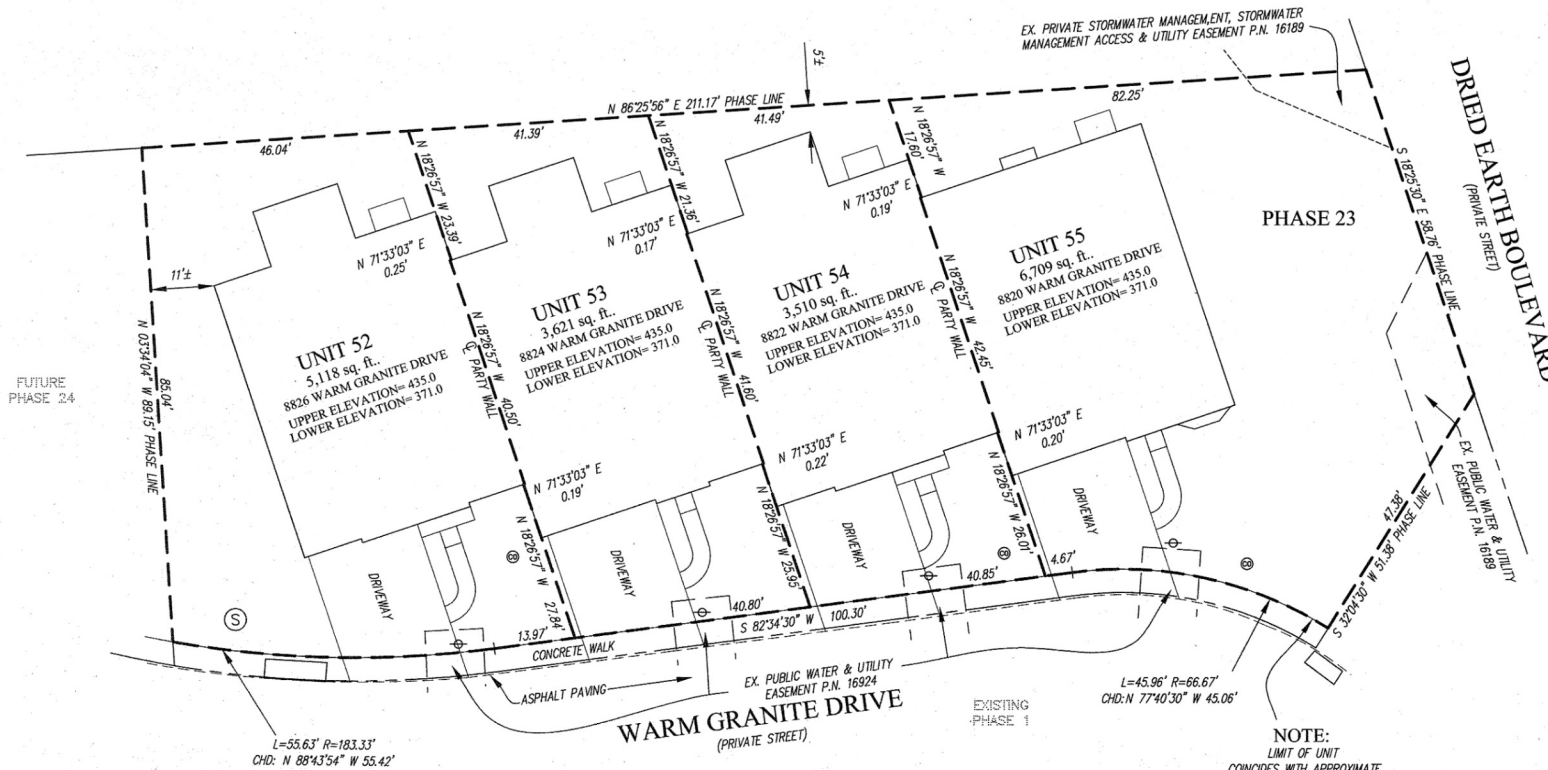 EX. PRIVATE STORMWATER MANAGEM,ENT, STORMWATER
MANAGEMENT ACCESS & UTILITY EASEMENT P.N. 16189
5'±
N 86°25'56" E 211.17' PHASE LINE
46.04'
41.39'
41.49'
82.25'
DRIED EARTH BOULEVARD
(PRIVATE STREET)
S 18°25'30" E 58.76' PHASE LINE
PHASE 23
N 18°26'57" W 23.39'
N 18°26'57" W 21.36'
N 18°26'57" W
17.60'
N 71°33'03" E
0.25'
N 71°33'03" E
0.17'
N 71°33'03" E
0.19'
11'±
FUTURE
PHASE 24
85.04'
N 03°34'04" W 89.15' PHASE LINE
UNIT 52
5,118 sq. ft..
8826 WARM GRANITE DRIVE
UPPER ELEVATION= 435.0
LOWER ELEVATION= 371.0
N 18°26'57" W 40.50'
℄ PARTY WALL
UNIT 53
3,621 sq. ft..
8824 WARM GRANITE DRIVE
UPPER ELEVATION= 435.0
LOWER ELEVATION= 371.0
N 18°26'57" W 41.60'
℄ PARTY WALL
UNIT 54
3,510 sq. ft..
8822 WARM GRANITE DRIVE
UPPER ELEVATION= 435.0
LOWER ELEVATION= 371.0
N 18°26'57" W 42.45'
℄ PARTY WALL
UNIT 55
6,709 sq. ft..
8820 WARM GRANITE DRIVE
UPPER ELEVATION= 435.0
LOWER ELEVATION= 371.0
N 71°33'03" E
0.19'
N 71°33'03" E
0.22'
N 71°33'03" E
0.20'
N 18°26'57" W 27.84'
N 18°26'57" W 25.95'
N 18°26'57" W 26.01'
EX. PUBLIC WATER & UTILITY
EASEMENT P.N. 16189
47.38'
S 32°04'30" W 51.38' PHASE LINE
DRIVEWAY
DRIVEWAY
DRIVEWAY
DRIVEWAY
CO
CO
CO
S
13.97'
40.80'
40.85'
4.67'
S 82°34'30" W 100.30'
CONCRETE WALK
ASPHALT PAVING
EX. PUBLIC WATER & UTILITY
EASEMENT P.N. 16924
WARM GRANITE DRIVE
(PRIVATE STREET)
EXISTING
PHASE 1
L=55.63' R=183.33'
CHD: N 88°43'54" W 55.42'
L=45.96' R=66.67'
CHD: N 77°40'30" W 45.06'
NOTE:
LIMIT OF UNIT
COINCIDES WITH APPROXIMATE